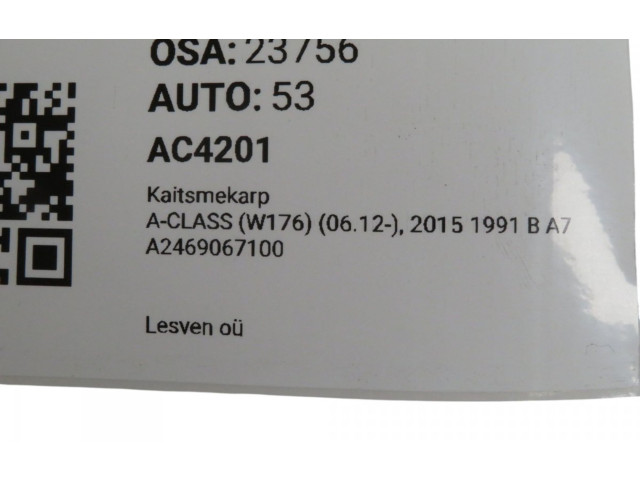 OSA: 23756
AUTO: 53
AC4201
Kaitsmekarp
A-CLASS (W176) (06.12-), 2015 1991 B A7
A2469067100
Lesven oü